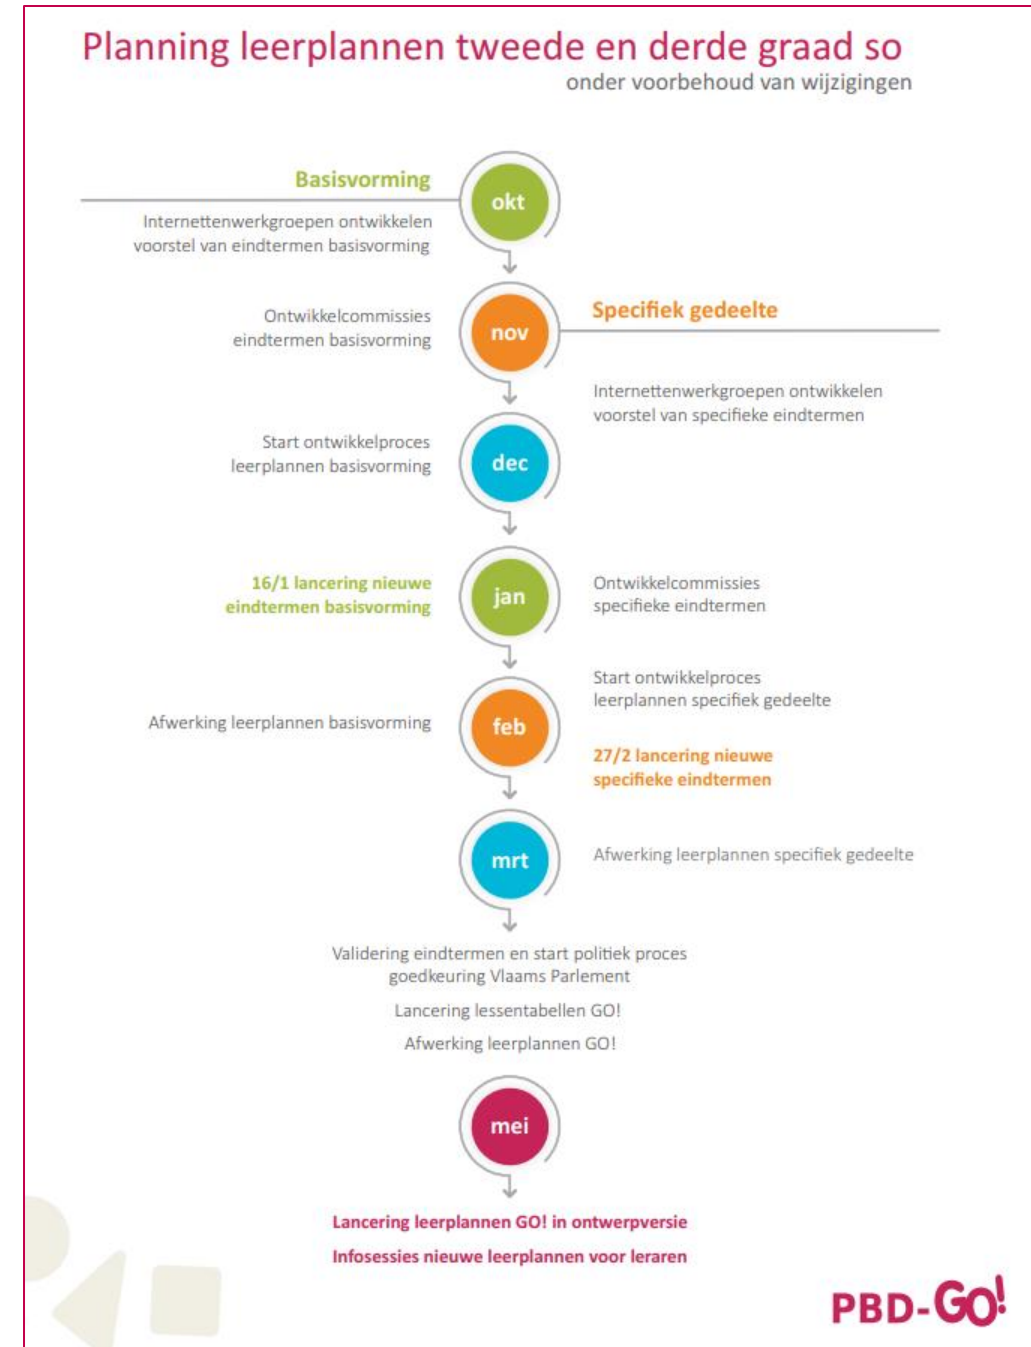 Planning leerplannen tweede en derde graad so
onder voorbehoud van wijzigingen
Basisvorming
okt
Internettenwerkgroepen ontwikkelen
voorstel van eindtermen basisvorming
Ontwikkelcommissies
eindtermen basisvorming
nov
Specifiek gedeelte
Internettenwerkgroepen ontwikkelen
voorstel van specifieke eindtermen
Start ontwikkelproces
leerplannen basisvorming
dec
16/1 lancering nieuwe
eindtermen basisvorming
jan
Ontwikkelcommissies
specifieke eindtermen
Start ontwikkelproces
leerplannen specifiek gedeelte
Afwerking leerplannen basisvorming
feb
27/2 lancering nieuwe
specifieke eindtermen
mrt
Afwerking leerplannen specifiek gedeelte
Validering eindtermen en start politiek proces
goedkeuring Vlaams Parlement
Lancering lessentabellen GO!
Afwerking leerplannen GO!
mei
Lancering leerplannen GO! in ontwerpversie
Infosessies nieuwe leerplannen voor leraren
PBD-GO!